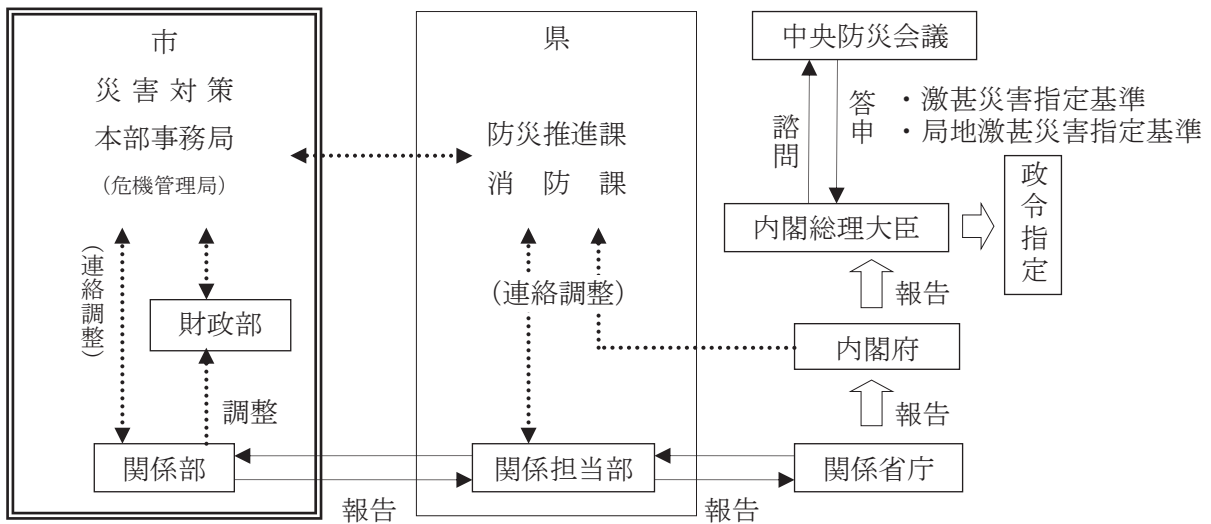 市
災害対策
本部事務局
（危機管理局）
（連絡調整）
財政部
調整
関係部
報告
県
防災推進課
消防課
（連絡調整）
関係担当部
報告
中央防災会議
諮問
答申
・激甚災害指定基準
・局地激甚災害指定基準
内閣総理大臣
政令指定
報告
内閣府
報告
関係省庁